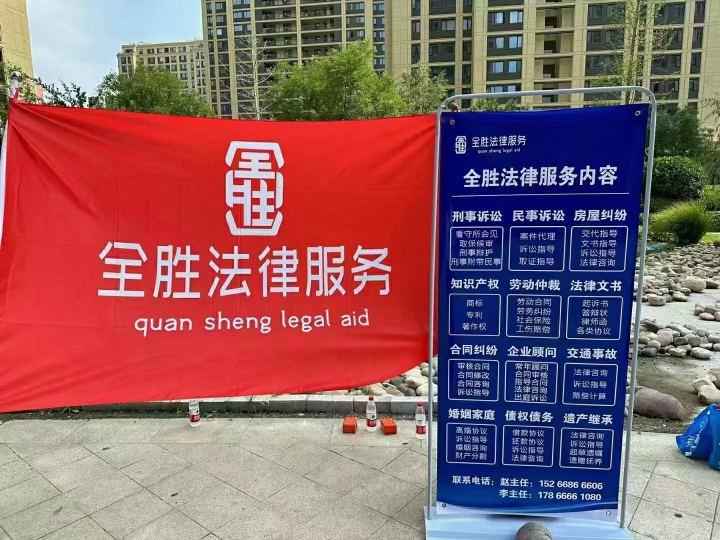 全胜法律服务
quan sheng legal aid
全胜法律服务
quan sheng legal aid
全胜法律服务内容
刑事诉讼
看守所会见
取保候审
刑事辩护
刑事附带民事
民事诉讼
案件代理
诉讼指导
取证指导
房屋纠纷
交代指导
文书指导
诉讼指导
法律咨询
知识产权
商标
专利
著作权
劳动仲裁
劳动合同
劳务纠纷
社会保险
工伤赔偿
法律文书
起诉书
答辩状
律师函
各类协议
合同纠纷
审核合同
合同修改
合同咨询
诉讼指导
企业顾问
常年顾问
合同审核
指导合同
法律咨询
出庭诉讼
交通事故
法律咨询
诉讼指导
赔偿计算
婚姻家庭
离婚协议
诉讼指导
婚姻咨询
财产分割
债权债务
借款协议
还款协议
诉讼指导
法律咨询
遗产继承
法律咨询
诉讼指导
起草遗嘱
遗赠抚养
联系电话：赵主任：152 6686 6606
李主任：178 6666 1080